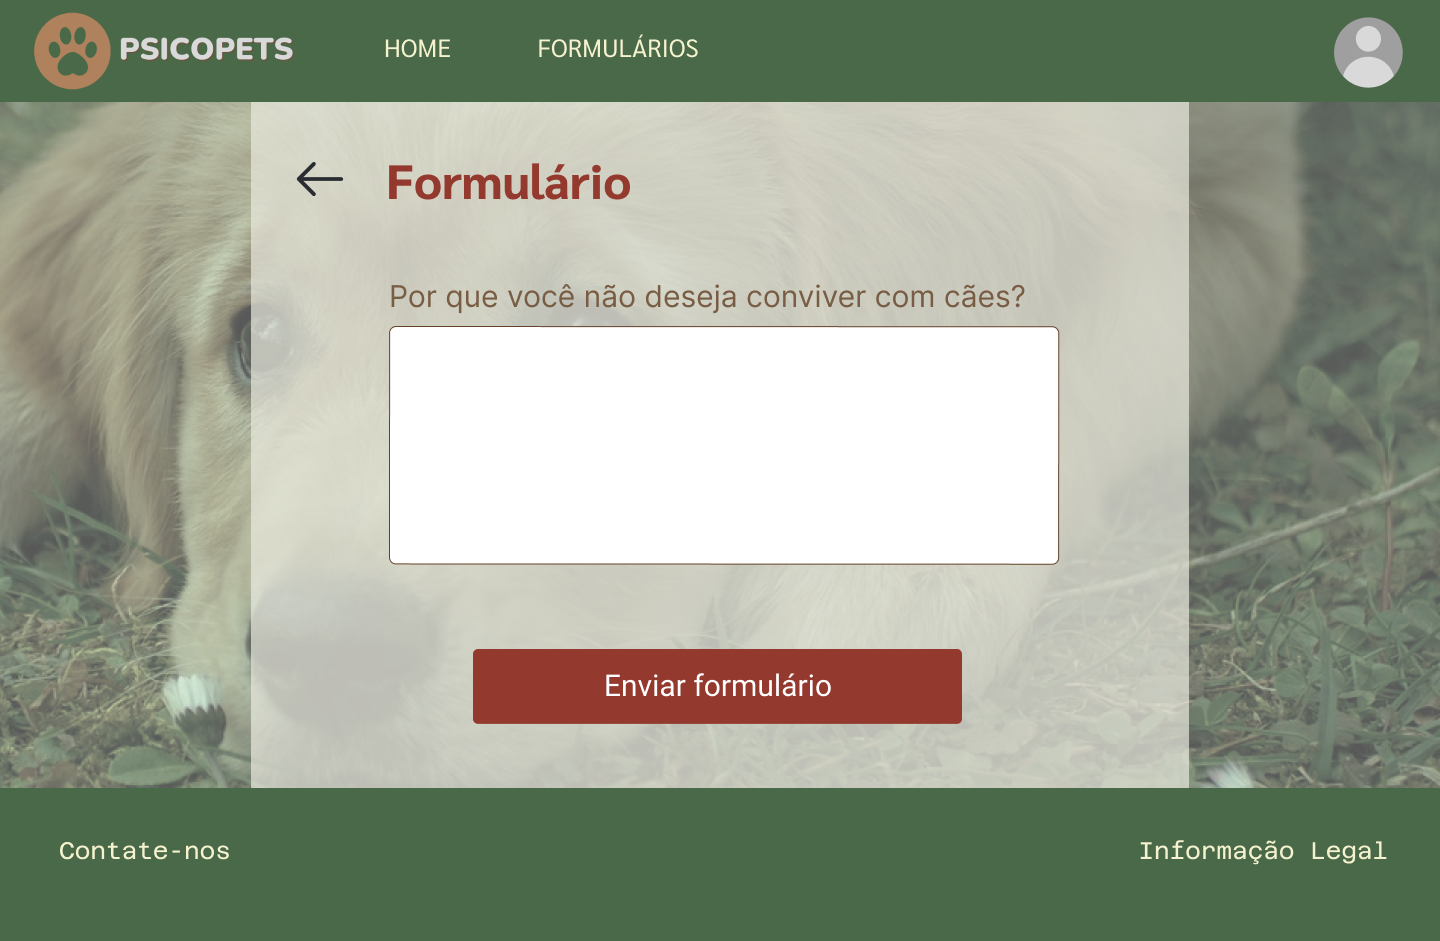 PSICOPETS
HOME
FORMULÁRIOS
Formulário
Por que você não deseja conviver com cães?
Enviar formulário
Contate-nos
Informação Legal